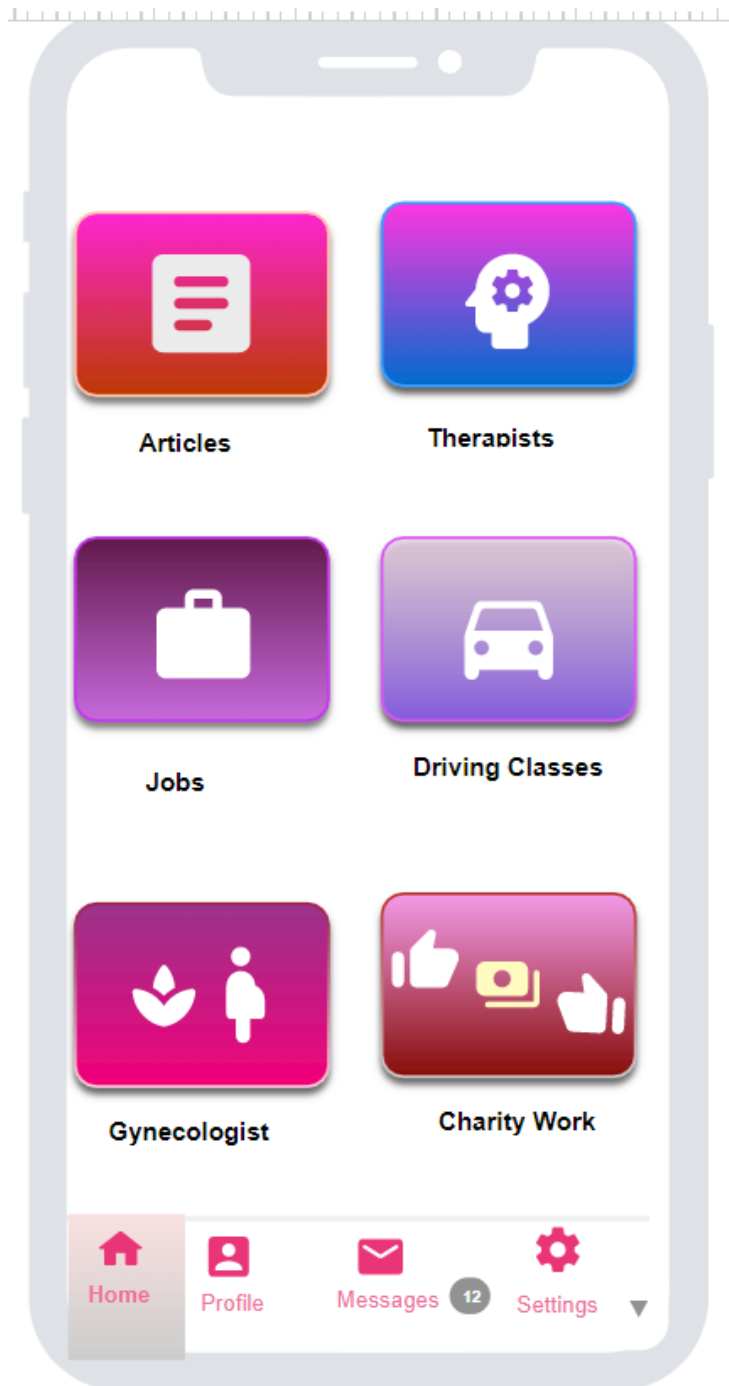 Articles
Therapists
Jobs
Driving Classes
Gynecologist
Charity Work
Home
Profile
Messages
12
Settings